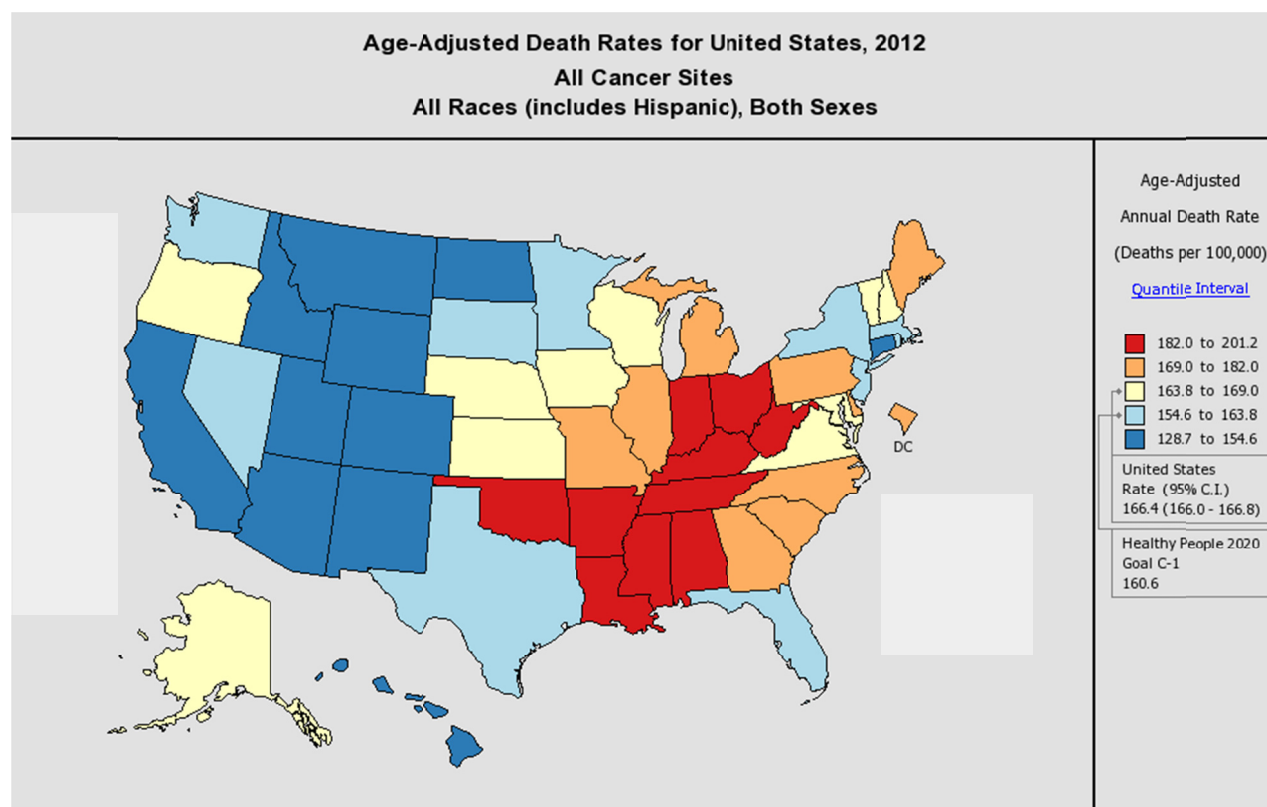 Age-Adjusted Death Rates for United States, 2012
All Cancer Sites
All Races (includes Hispanic), Both Sexes
Age-Adjusted
Annual Death Rate
(Deaths per 100,000)
Quantile Interval
182.0 to 201.2
169.0 to 182.0
163.8 to 169.0
154.6 to 163.8
128.7 to 154.6
United States
Rate (95% C.I.)
166.4 (166.0 - 166.8)
Healthy People 2020
Goal C-1
160.6
DC